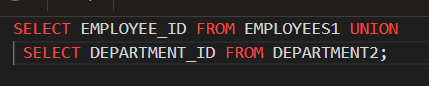 SELECT EMPLOYEE_ID FROM EMPLOYEES1 UNION
SELECT DEPARTMENT_ID FROM DEPARTMENT2;